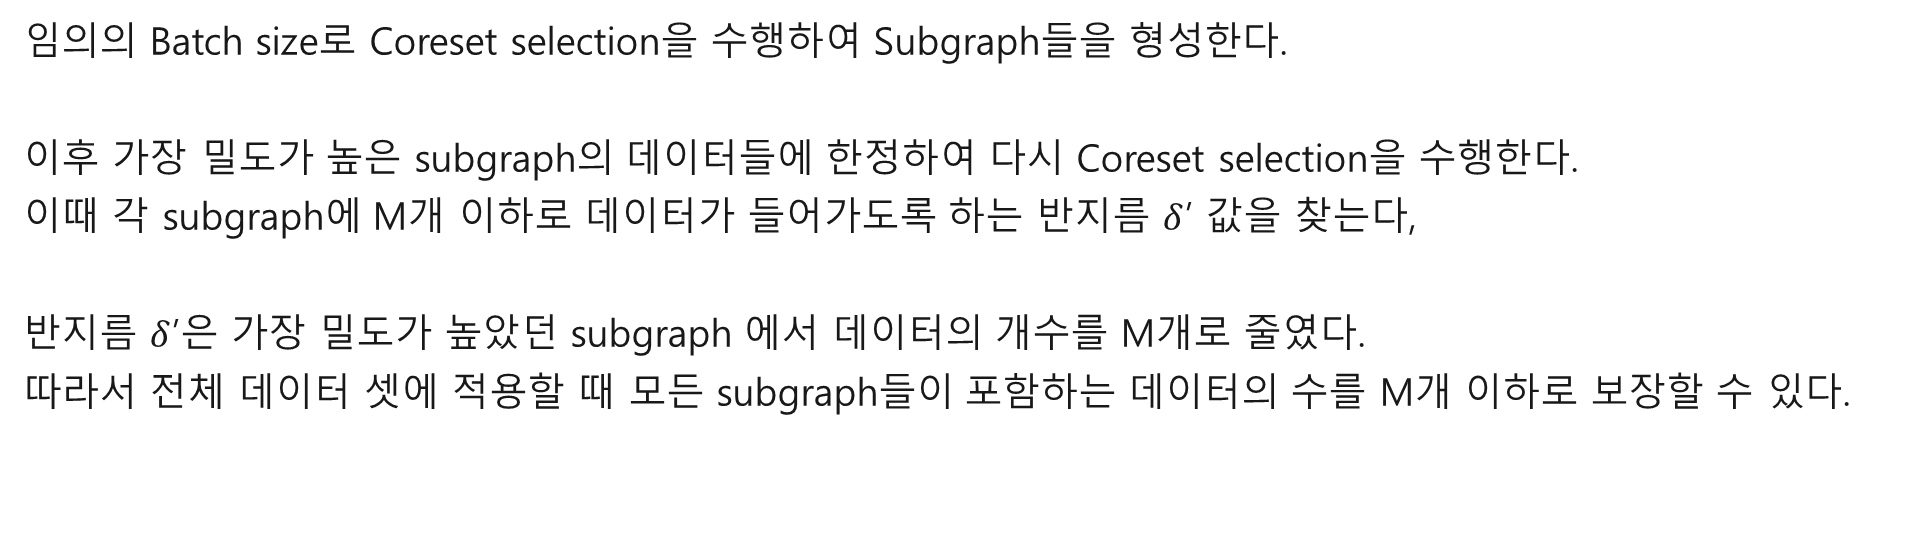 임의의 Batch size로 Coreset selection을 수행하여 Subgraph들을 형성한다.
이후 가장 밀도가 높은 subgraph의 데이터들에 한정하여 다시 Coreset selection을 수행한다.
이때 각 subgraph에 M개 이하로 데이터가 들어가도록 하는 반지름 δ′ 값을 찾는다,
반지름 δ′은 가장 밀도가 높았던 subgraph 에서 데이터의 개수를 M개로 줄였다.
따라서 전체 데이터 셋에 적용할 때 모든 subgraph들이 포함하는 데이터의 수를 M개 이하로 보장할 수 있다.